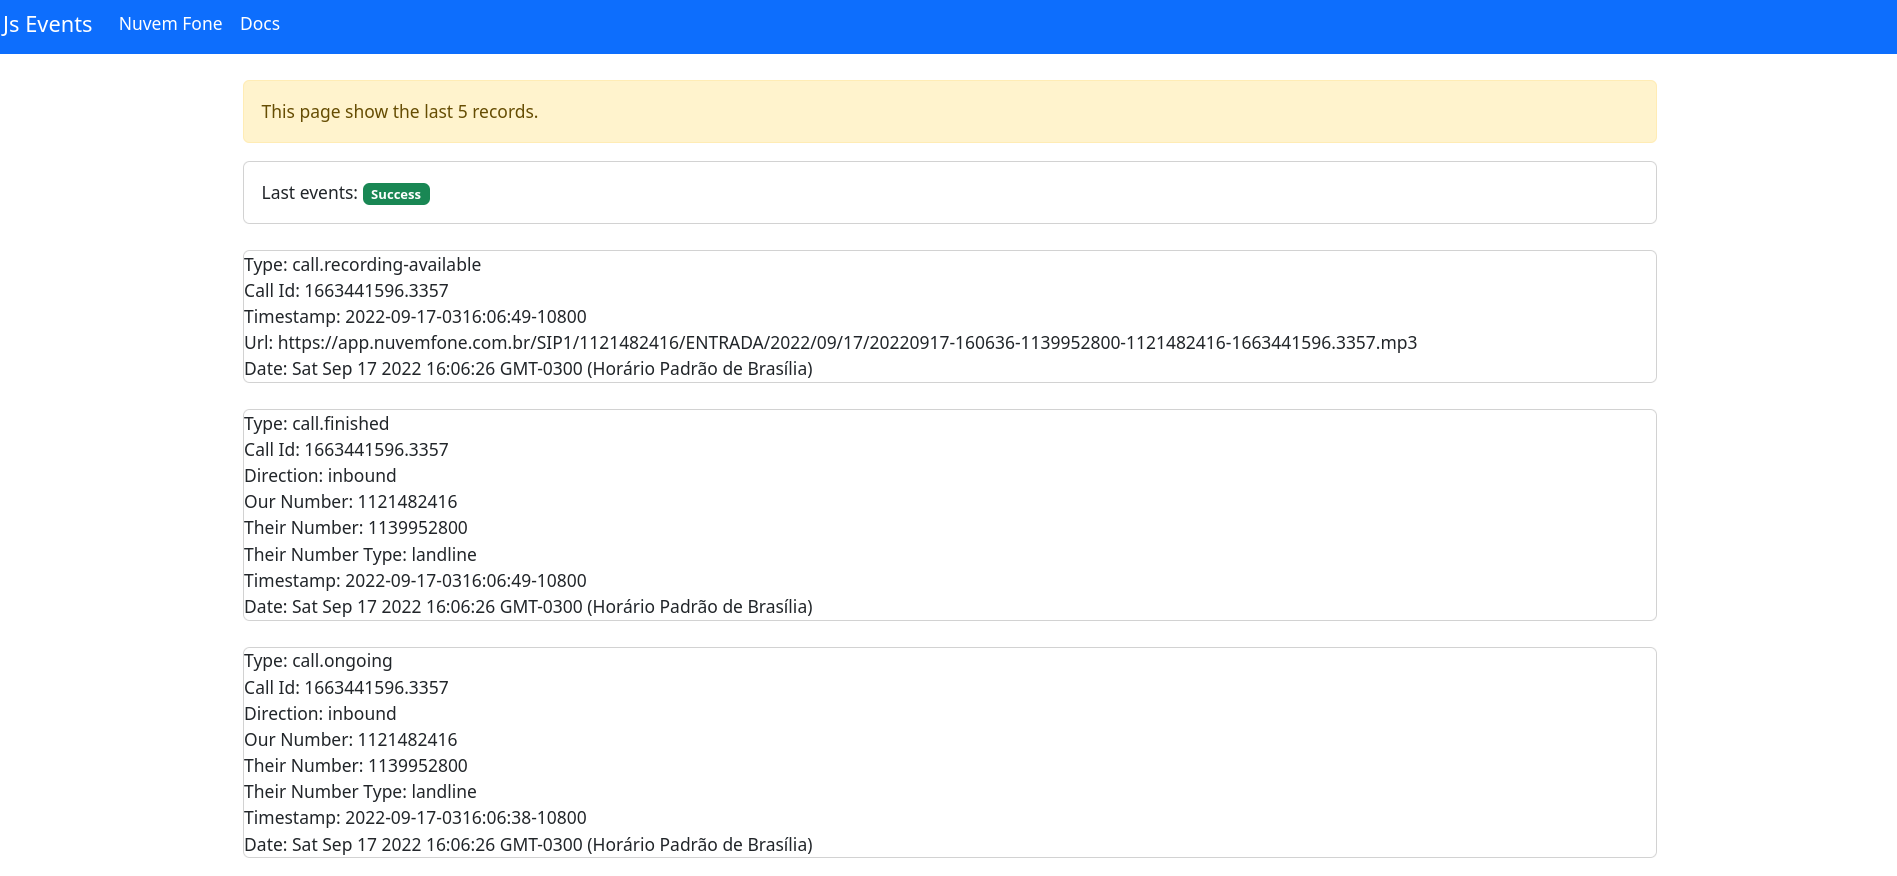 Js Events Nuvem Fone Docs
This page show the last 5 records.
Last events: Success
Type: call.recording-available
Call Id: 1663441596.3357
Timestamp: 2022-09-17-0316:06:49-10800
Url: https://app.nuvemfone.com.br/SIP1/1121482416/ENTRADA/2022/09/17/20220917-160636-1139952800-1121482416-1663441596.3357.mp3
Date: Sat Sep 17 2022 16:06:26 GMT-0300 (Horário Padrão de Brasília)
Type: call.finished
Call Id: 1663441596.3357
Direction: inbound
Our Number: 1121482416
Their Number: 1139952800
Their Number Type: landline
Timestamp: 2022-09-17-0316:06:49-10800
Date: Sat Sep 17 2022 16:06:26 GMT-0300 (Horário Padrão de Brasília)
Type: call.ongoing
Call Id: 1663441596.3357
Direction: inbound
Our Number: 1121482416
Their Number: 1139952800
Their Number Type: landline
Timestamp: 2022-09-17-0316:06:38-10800
Date: Sat Sep 17 2022 16:06:26 GMT-0300 (Horário Padrão de Brasília)